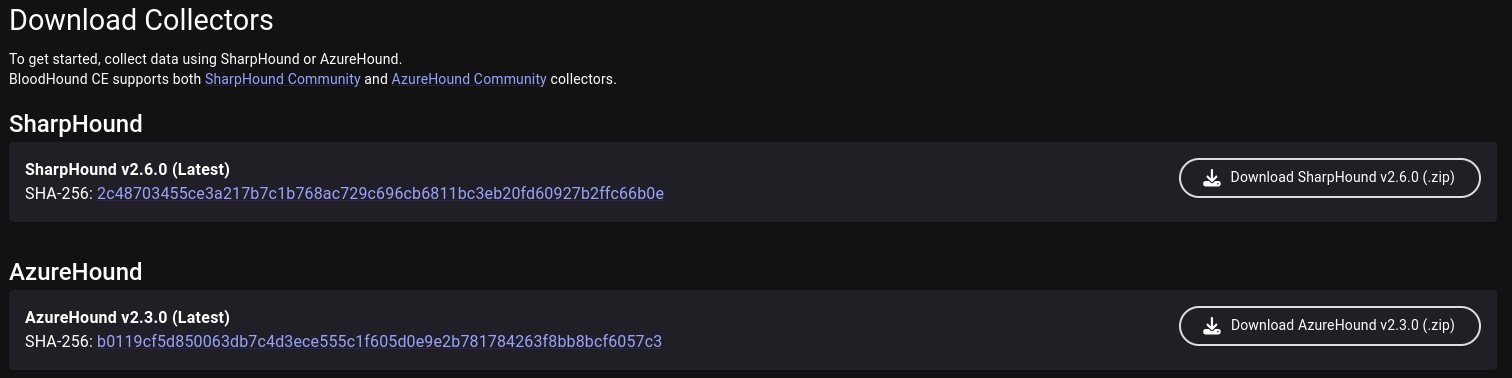 Download Collectors
To get started, collect data using SharpHound or AzureHound.
BloodHound CE supports both SharpHound Community and AzureHound Community collectors.
SharpHound
SharpHound v2.6.0 (Latest)
SHA-256: 2c48703455ce3a217b7c1b768ac729c696cb6811bc3eb20fd60927b2ffc66b0e
Download SharpHound v2.6.0 (.zip)
AzureHound
AzureHound v2.3.0 (Latest)
SHA-256: b0119cf5d850063db7c4d3ece555c1f605d0e9e2b781784263f8bb8bcf6057c3
Download AzureHound v2.3.0 (.zip)